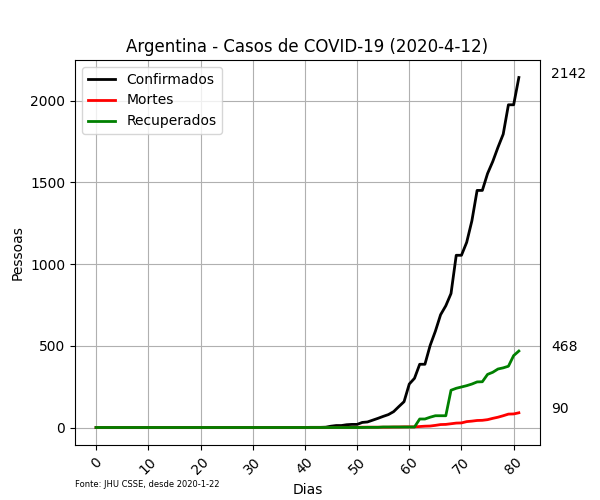 Argentina - Casos de COVID-19 (2020-4-12)
Confirmados
Mortes
Recuperados
2142
468
90
2000
1500
1000
500
0
Pessoas
0 10 20 30 40 50 60 70 80
Fonte: JHU CSSE, desde 2020-1-22
Dias